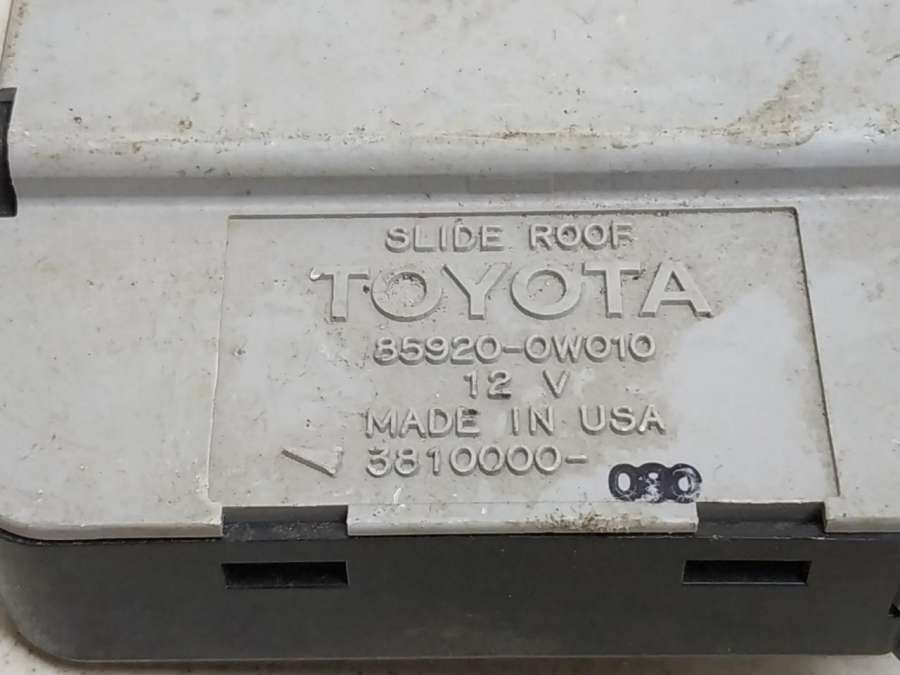 SLIDE ROOF
TOYOTA
85920-0W010
12 V
MADE IN USA
3810000-